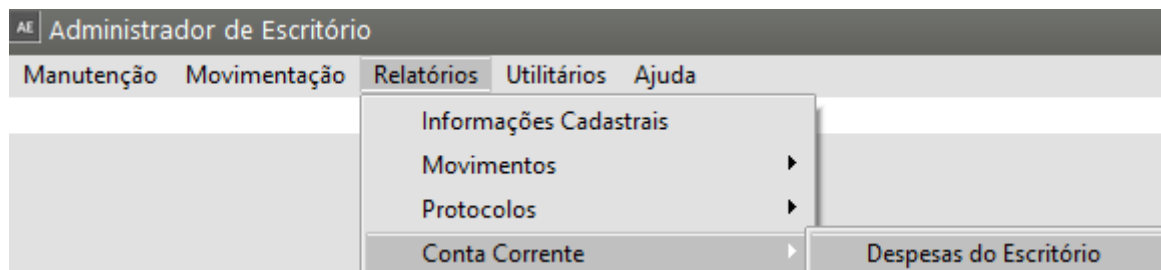 AE Administrador de Escritório
Manutenção Movimentação Relatórios Utilitários Ajuda
Informações Cadastrais
Movimentos
Protocolos
Conta Corrente Despesas do Escritório